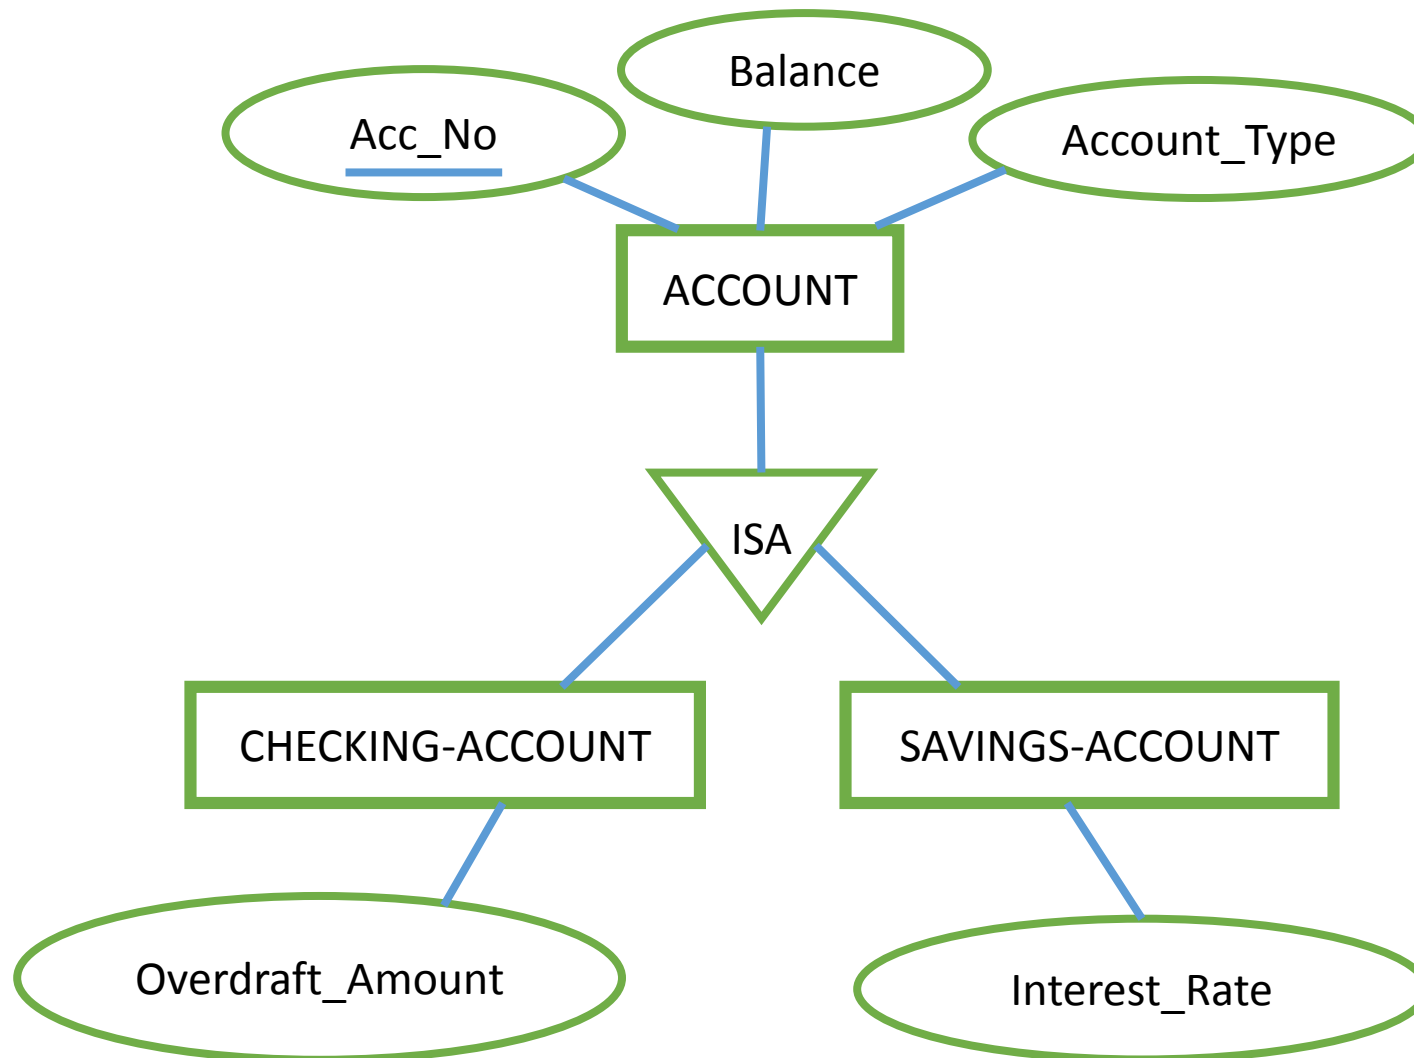 Balance
Acc_No
Account_Type
ACCOUNT
ISA
CHECKING-ACCOUNT
SAVINGS-ACCOUNT
Overdraft_Amount
Interest_Rate